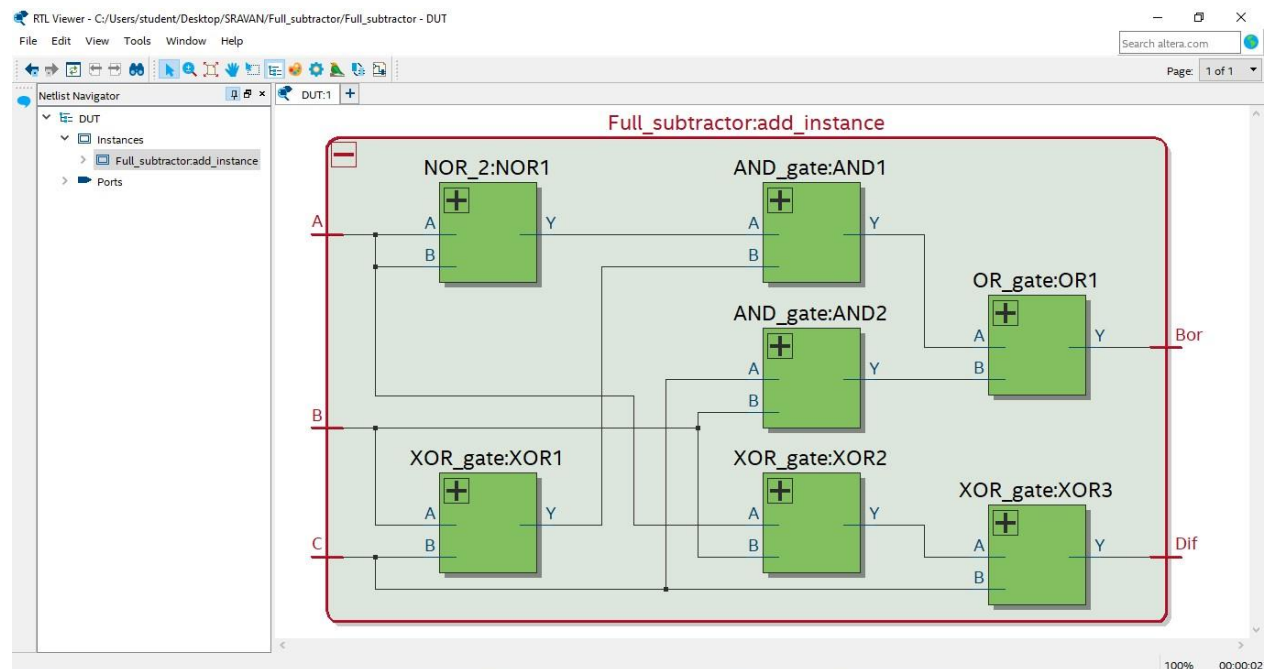 RTL Viewer - C:/Users/student/Desktop/SRAVAN/Full_subtractor/Full_subtractor - DUT
File Edit View Tools Window Help
Search altera.com
Page: 1 of 1
Netlist Navigator
DUT:1
DUT
Instances
Full_subtractor:add_instance
Ports
Full_subtractor:add_instance
NOR_2:NOR1
AND_gate:AND1
A
A
Y
A
Y
B
B
OR_gate:OR1
AND_gate:AND2
A
Y
Bor
A
Y
B
B
B
XOR_gate:XOR1
XOR_gate:XOR2
XOR_gate:XOR3
A
Y
A
Y
C
B
B
A
Y
Dif
B
100% 00:00:02